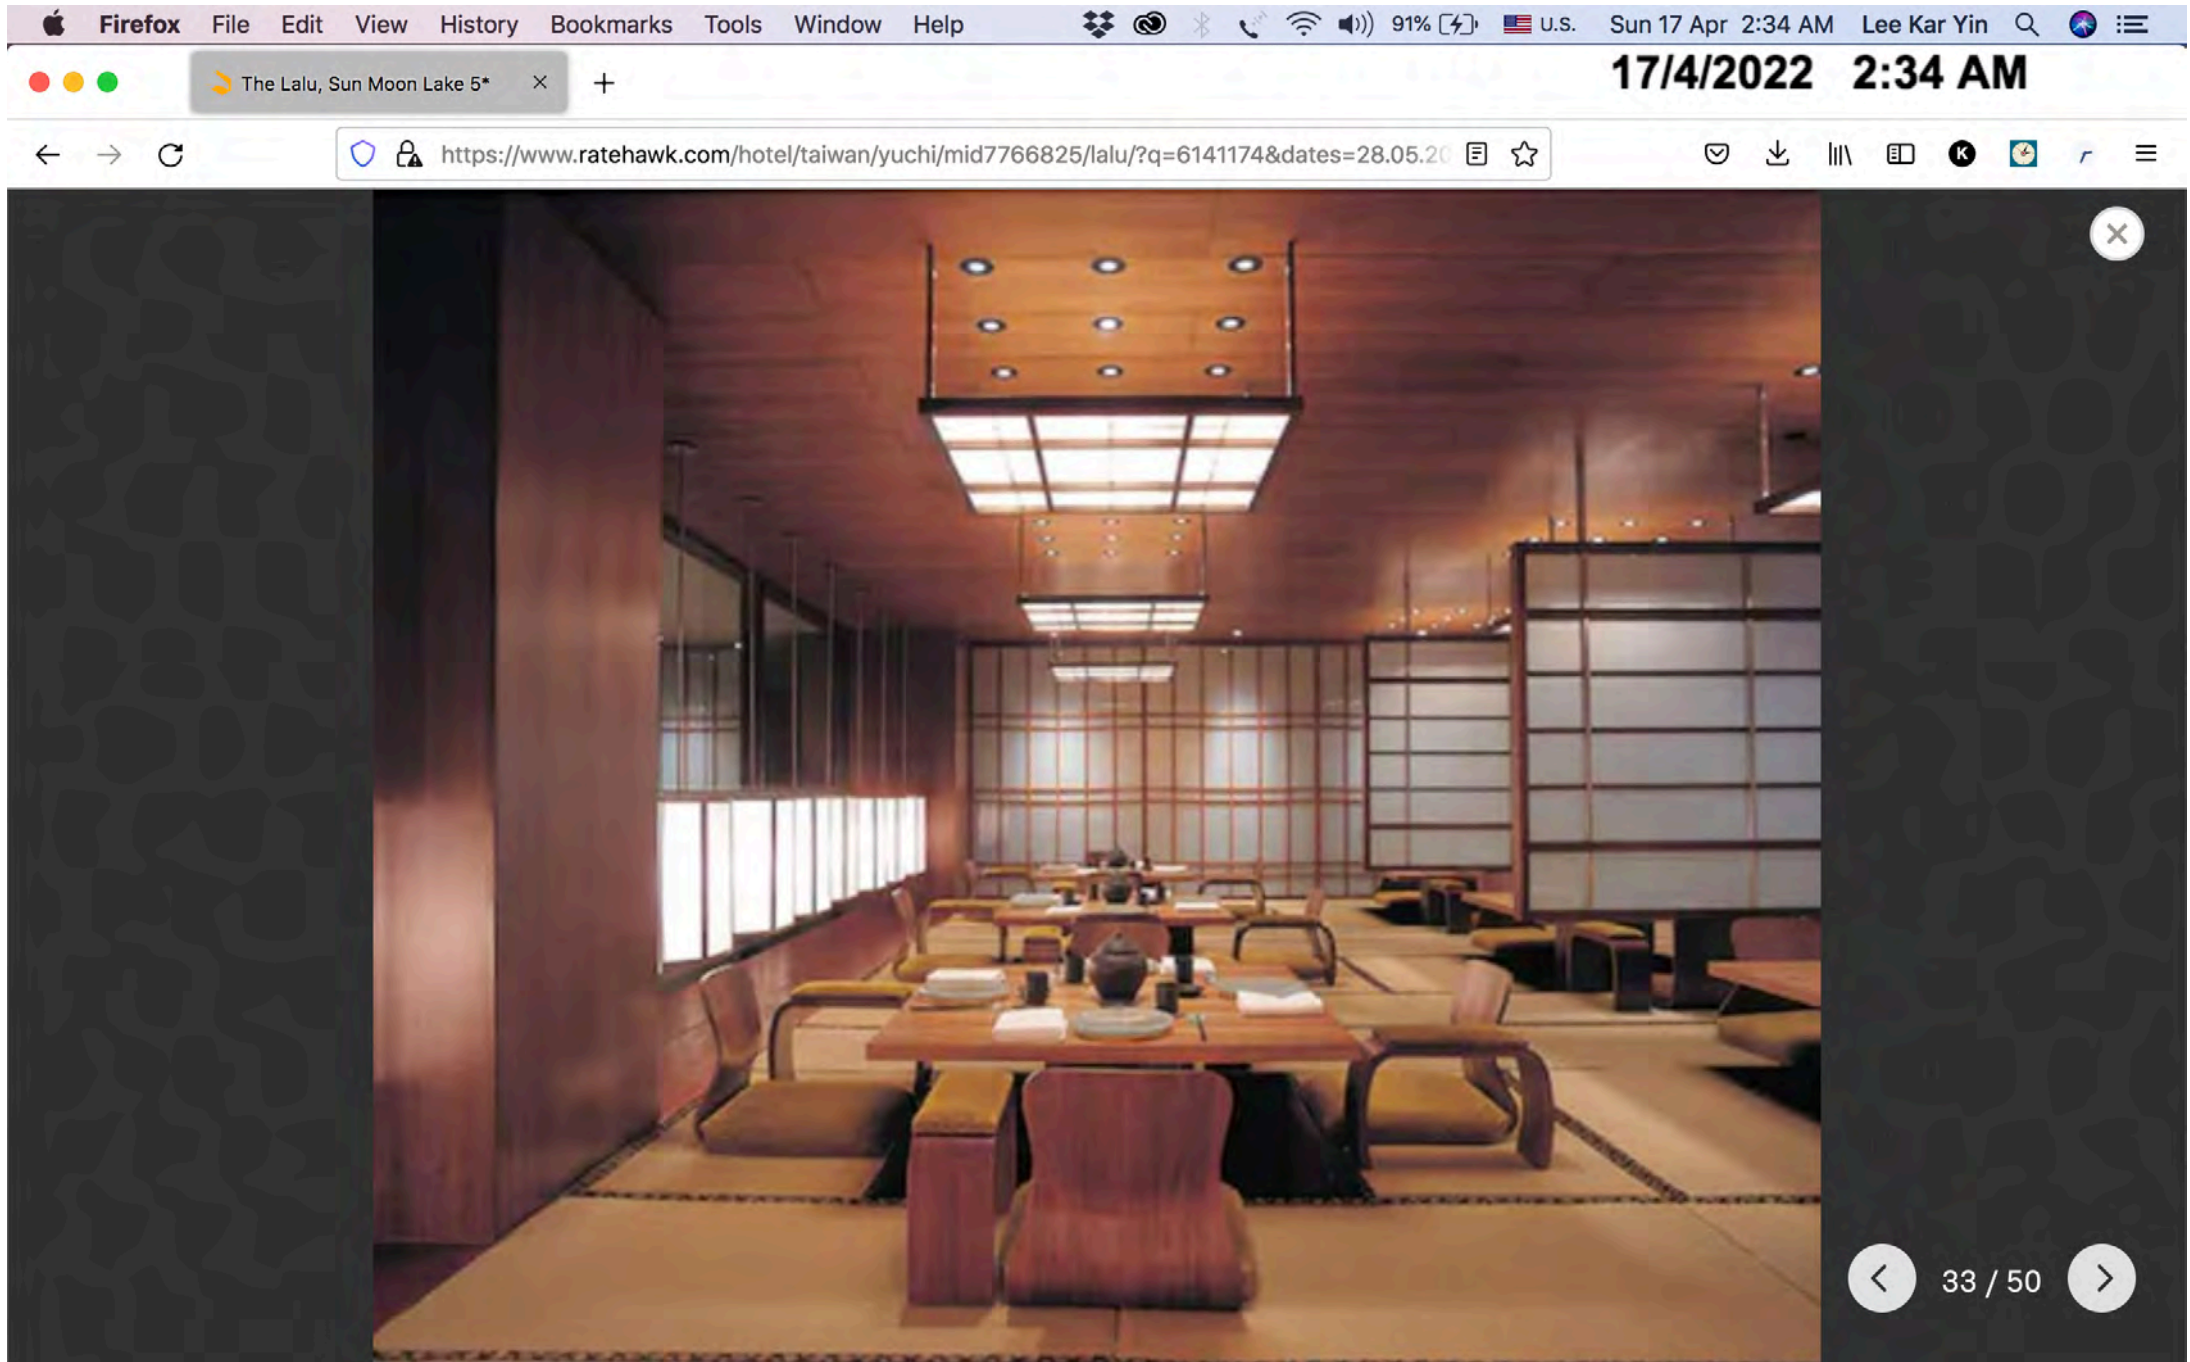 Firefox File Edit View History Bookmarks Tools Window Help 91% U.S. Sun 17 Apr 2:34 AM Lee Kar Yin
The Lalu, Sun Moon Lake 5*
17/4/2022 2:34 AM
https://www.ratehawk.com/hotel/taiwan/yuchi/mid7766825/lalu/?q=6141174&dates=28.05.20
K
r
33 / 50